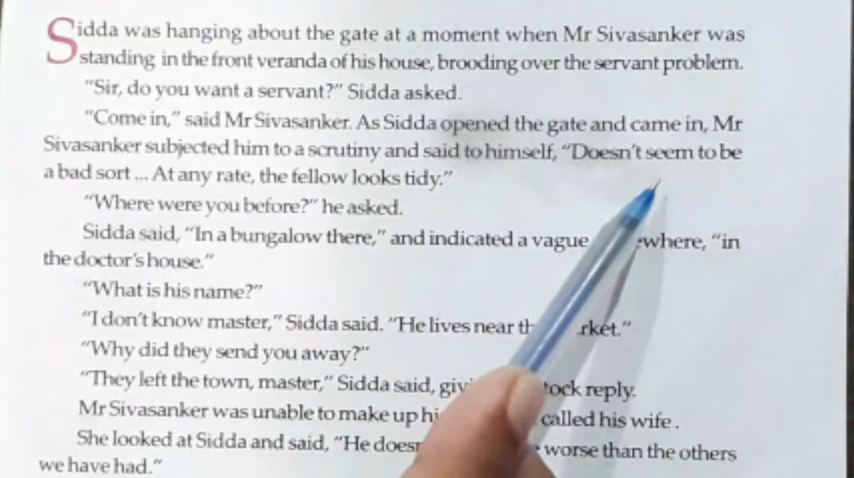 Sidda was hanging about the gate at a moment when Mr Sivasanker was
standing in the front veranda of his house, brooding over the servant problem.
"Sir, do you want a servant?" Sidda asked.
"Come in," said Mr Sivasanker. As Sidda opened the gate and came in, Mr
Sivasanker subjected him to a scrutiny and said to himself, "Doesn't seem to be
a bad sort ... At any rate, the fellow looks tidy."
"Where were you before?" he asked.
Sidda said, "In a bungalow there," and indicated a vague "in
the doctor's house."
"What is his name?"
"I don't know master," Sidda said. "He lives near
"Why did they send you away?"
"They left the town, master," Sidda said, reply.
Mr Sivasanker was unable to make up called his wife.
She looked at Sidda and said, "He worse than the others
we have had."